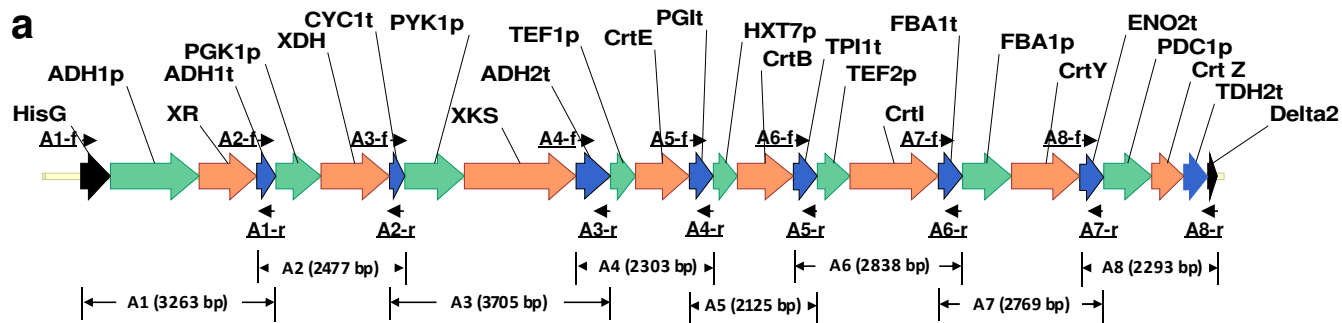 a
CYC1t
PYK1p
PGIt
FBA1t
ENO2t
XDH
TEF1p
CrtE
HXT7p
TPI1t
FBA1p
PDC1p
PGK1p
CrtB
CrtY
Crt Z
ADH1p
ADH1t
ADH2t
TEF2p
TDH2t
HisG
XR
XKS
CrtI
Delta2
A1-f
A2-f
A3-f
A4-f
A5-f
A6-f
A7-f
A8-f
A1-r
A2-r
A3-r
A4-r
A5-r
A6-r
A7-r
A8-r
A2 (2477 bp)
A4 (2303 bp)
A6 (2838 bp)
A8 (2293 bp)
A1 (3263 bp)
A3 (3705 bp)
A5 (2125 bp)
A7 (2769 bp)